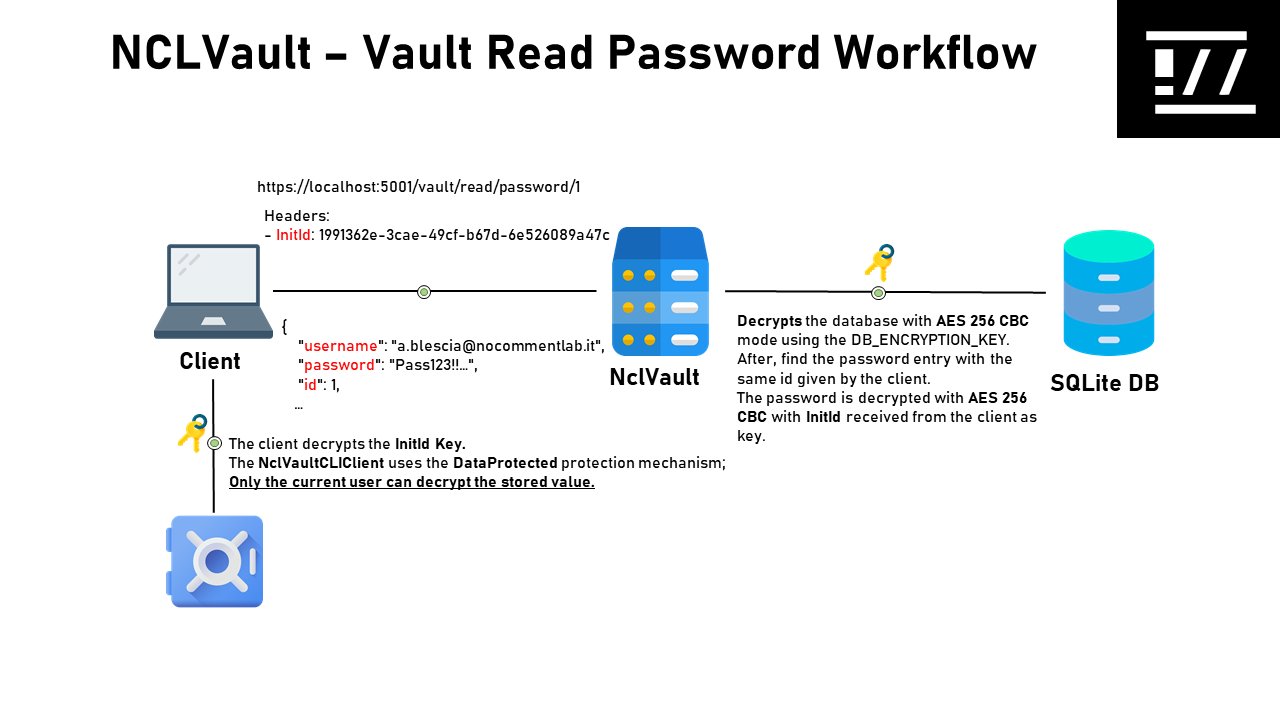 NCLVault – Vault Read Password Workflow
https://localhost:5001/vault/read/password/1
Headers:
- InitId: 1991362e-3cae-49cf-b67d-6e526089a47c
{
"username": "a.blescia@nocommentlab.it",
"password": "Pass123!!...",
"id": 1,
...
Client
NclVault
Decrypts the database with AES 256 CBC
mode using the DB_ENCRYPTION_KEY.
After, find the password entry with the
same id given by the client.
The password is decrypted with AES 256
CBC with InitId received from the client as
key.
SQLite DB
The client decrypts the InitId Key.
The NclVaultCLIClient uses the DataProtected protection mechanism;
Only the current user can decrypt the stored value.